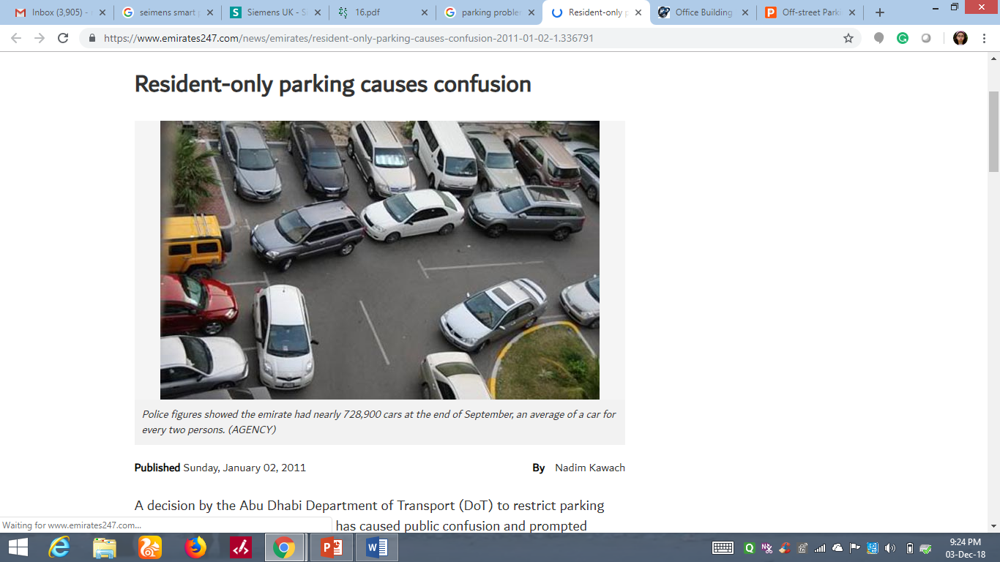 Inbox (3,905) -
seimens smart p
Siemens UK - S
16.pdf
parking proble
Resident-only p
Office Building
Off-street Park
https://www.emirates247.com/news/emirates/resident-only-parking-causes-confusion-2011-01-02-1.336791
Resident-only parking causes confusion
Police figures showed the emirate had nearly 728,900 cars at the end of September, an average of a car for
every two persons. (AGENCY)
Published Sunday, January 02, 2011
By Nadim Kawach
A decision by the Abu Dhabi Department of Transport (DoT) to restrict parking
has caused public confusion and prompted
Waiting for www.emirates247.com...
9:24 PM
03-Dec-18